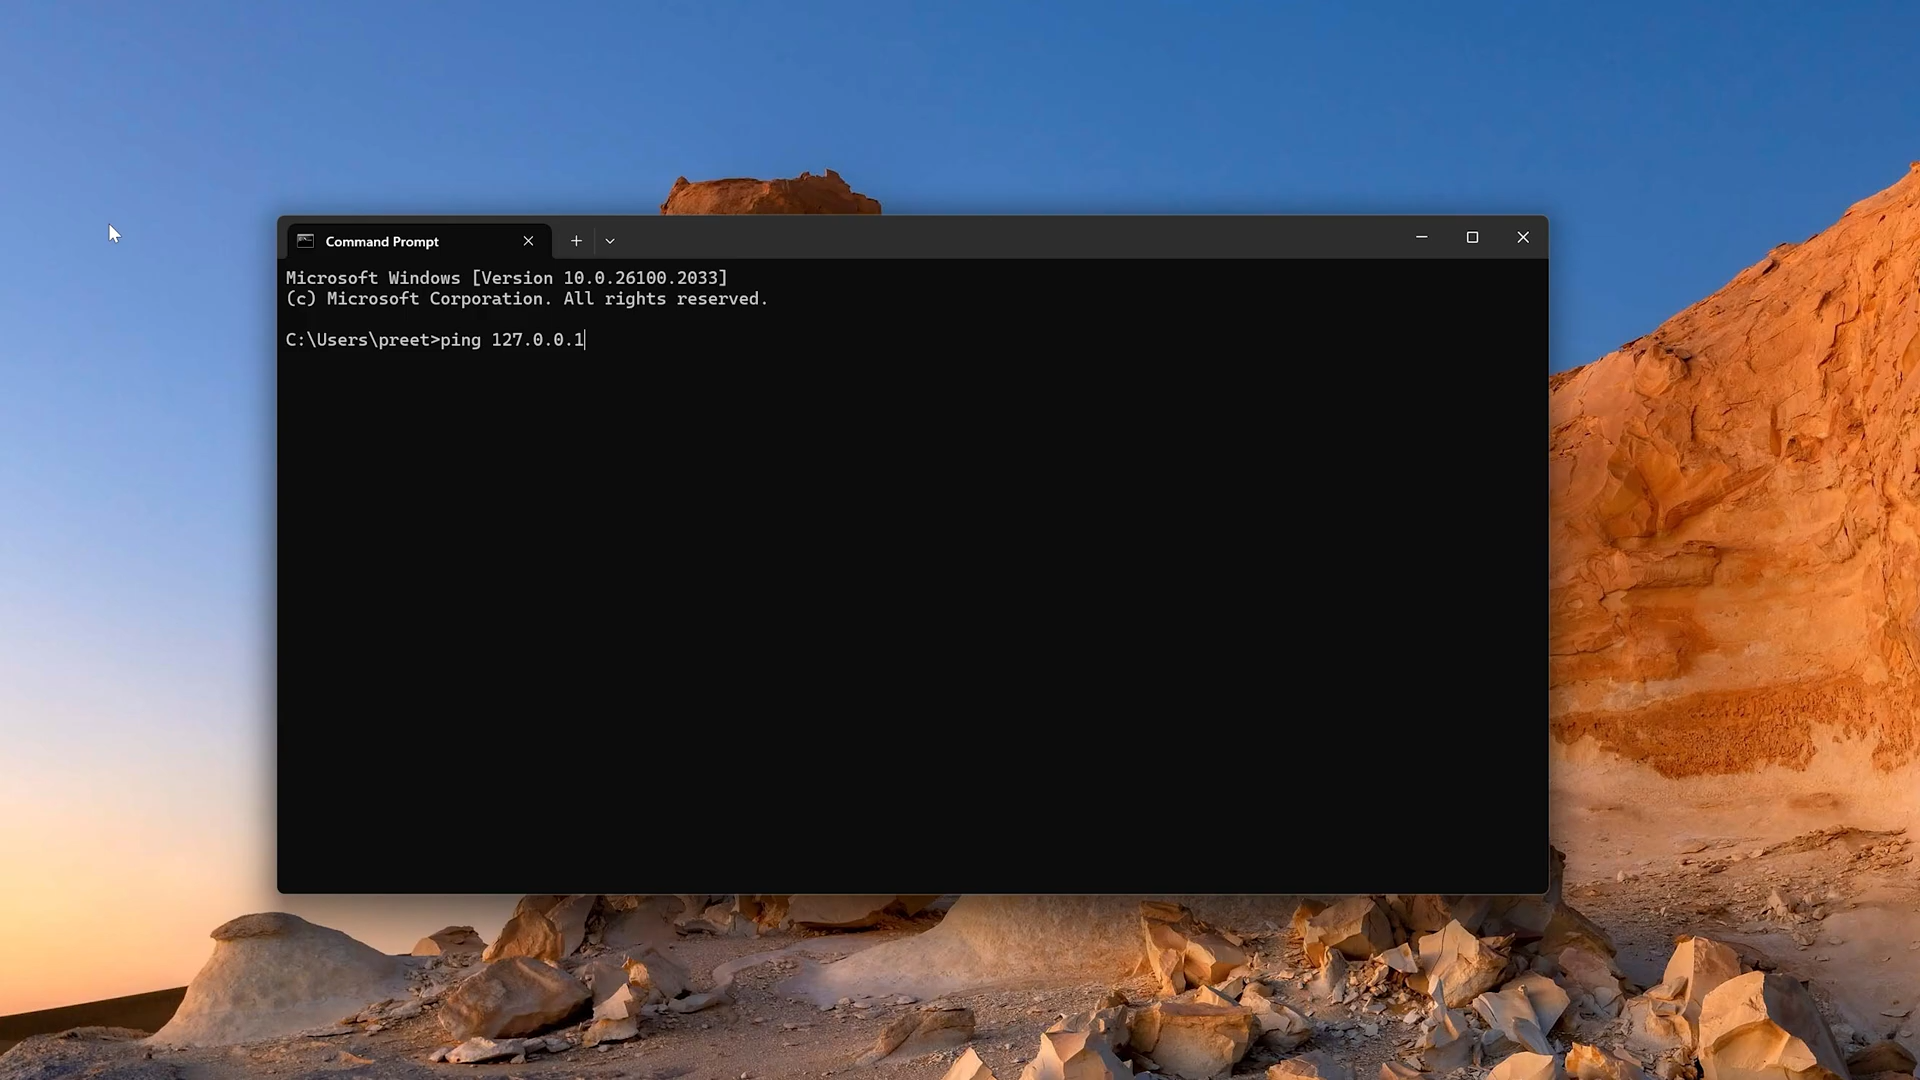 Command Prompt
Microsoft Windows [Version 10.0.26100.2033]
(c) Microsoft Corporation. All rights reserved.
C:\Users\preet>ping 127.0.0.1